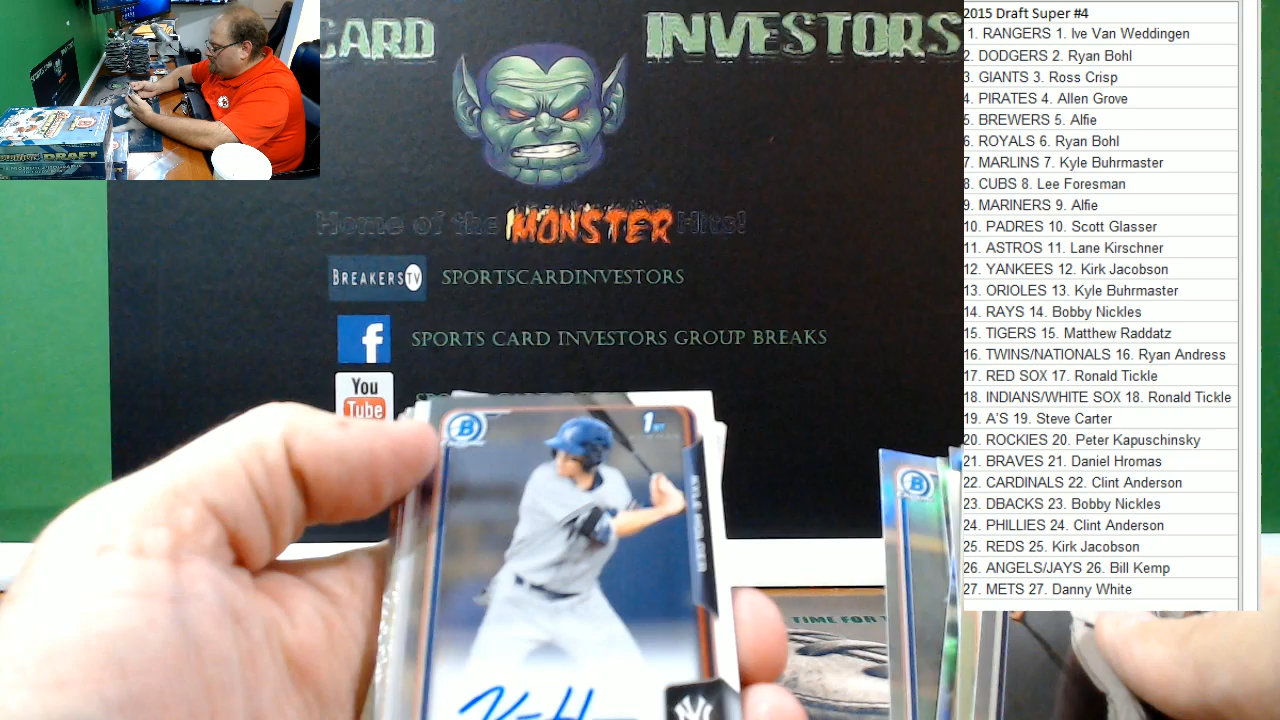 CARD INVESTORS
Home of the MONSTER Hits!
BREAKERSTV SPORTSCARDINVESTORS
SPORTS CARD INVESTORS GROUP BREAKS
You
Tube
DRAFT
B
1ST
NY
B
TIME FOR
2015 Draft Super #4
1. RANGERS 1. Ive Van Weddingen
2. DODGERS 2. Ryan Bohl
3. GIANTS 3. Ross Crisp
4. PIRATES 4. Allen Grove
5. BREWERS 5. Alfie
6. ROYALS 6. Ryan Bohl
7. MARLINS 7. Kyle Buhrmaster
8. CUBS 8. Lee Foresman
9. MARINERS 9. Alfie
10. PADRES 10. Scott Glasser
11. ASTROS 11. Lane Kirschner
12. YANKEES 12. Kirk Jacobson
13. ORIOLES 13. Kyle Buhrmaster
14. RAYS 14. Bobby Nickles
15. TIGERS 15. Matthew Raddatz
16. TWINS/NATIONALS 16. Ryan Andress
17. RED SOX 17. Ronald Tickle
18. INDIANS/WHITE SOX 18. Ronald Tickle
19. A'S 19. Steve Carter
20. ROCKIES 20. Peter Kapuschinsky
21. BRAVES 21. Daniel Hromas
22. CARDINALS 22. Clint Anderson
23. DBACKS 23. Bobby Nickles
24. PHILLIES 24. Clint Anderson
25. REDS 25. Kirk Jacobson
26. ANGELS/JAYS 26. Bill Kemp
27. METS 27. Danny White